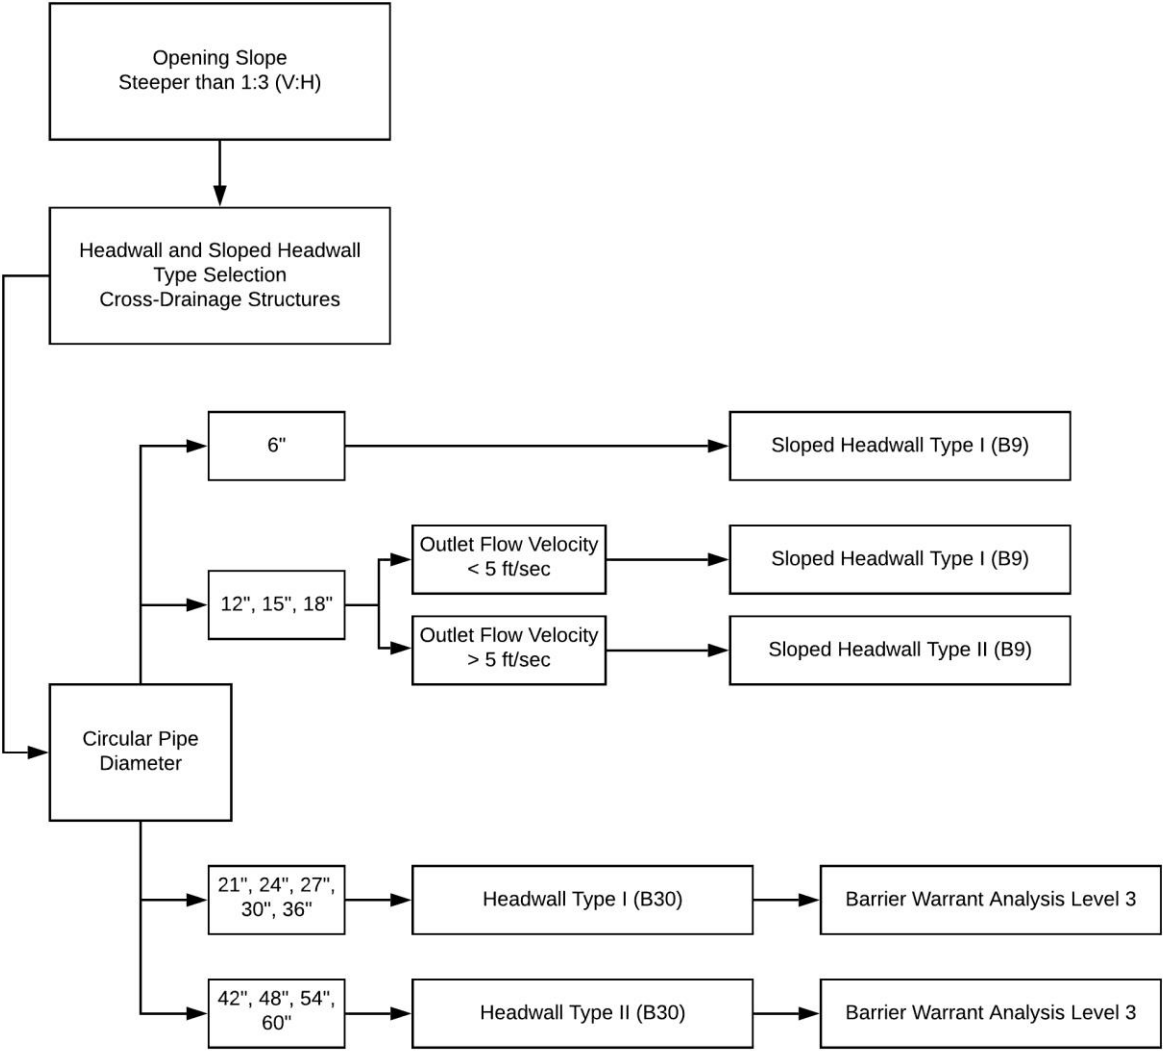 Opening Slope
Steeper than 1:3 (V:H)
Headwall and Sloped Headwall
Type Selection
Cross-Drainage Structures
6"
Sloped Headwall Type I (B9)
12", 15", 18"
Outlet Flow Velocity
< 5 ft/sec
Sloped Headwall Type I (B9)
Outlet Flow Velocity
> 5 ft/sec
Sloped Headwall Type II (B9)
Circular Pipe
Diameter
21", 24", 27",
30", 36"
Headwall Type I (B30)
Barrier Warrant Analysis Level 3
42", 48", 54",
60"
Headwall Type II (B30)
Barrier Warrant Analysis Level 3